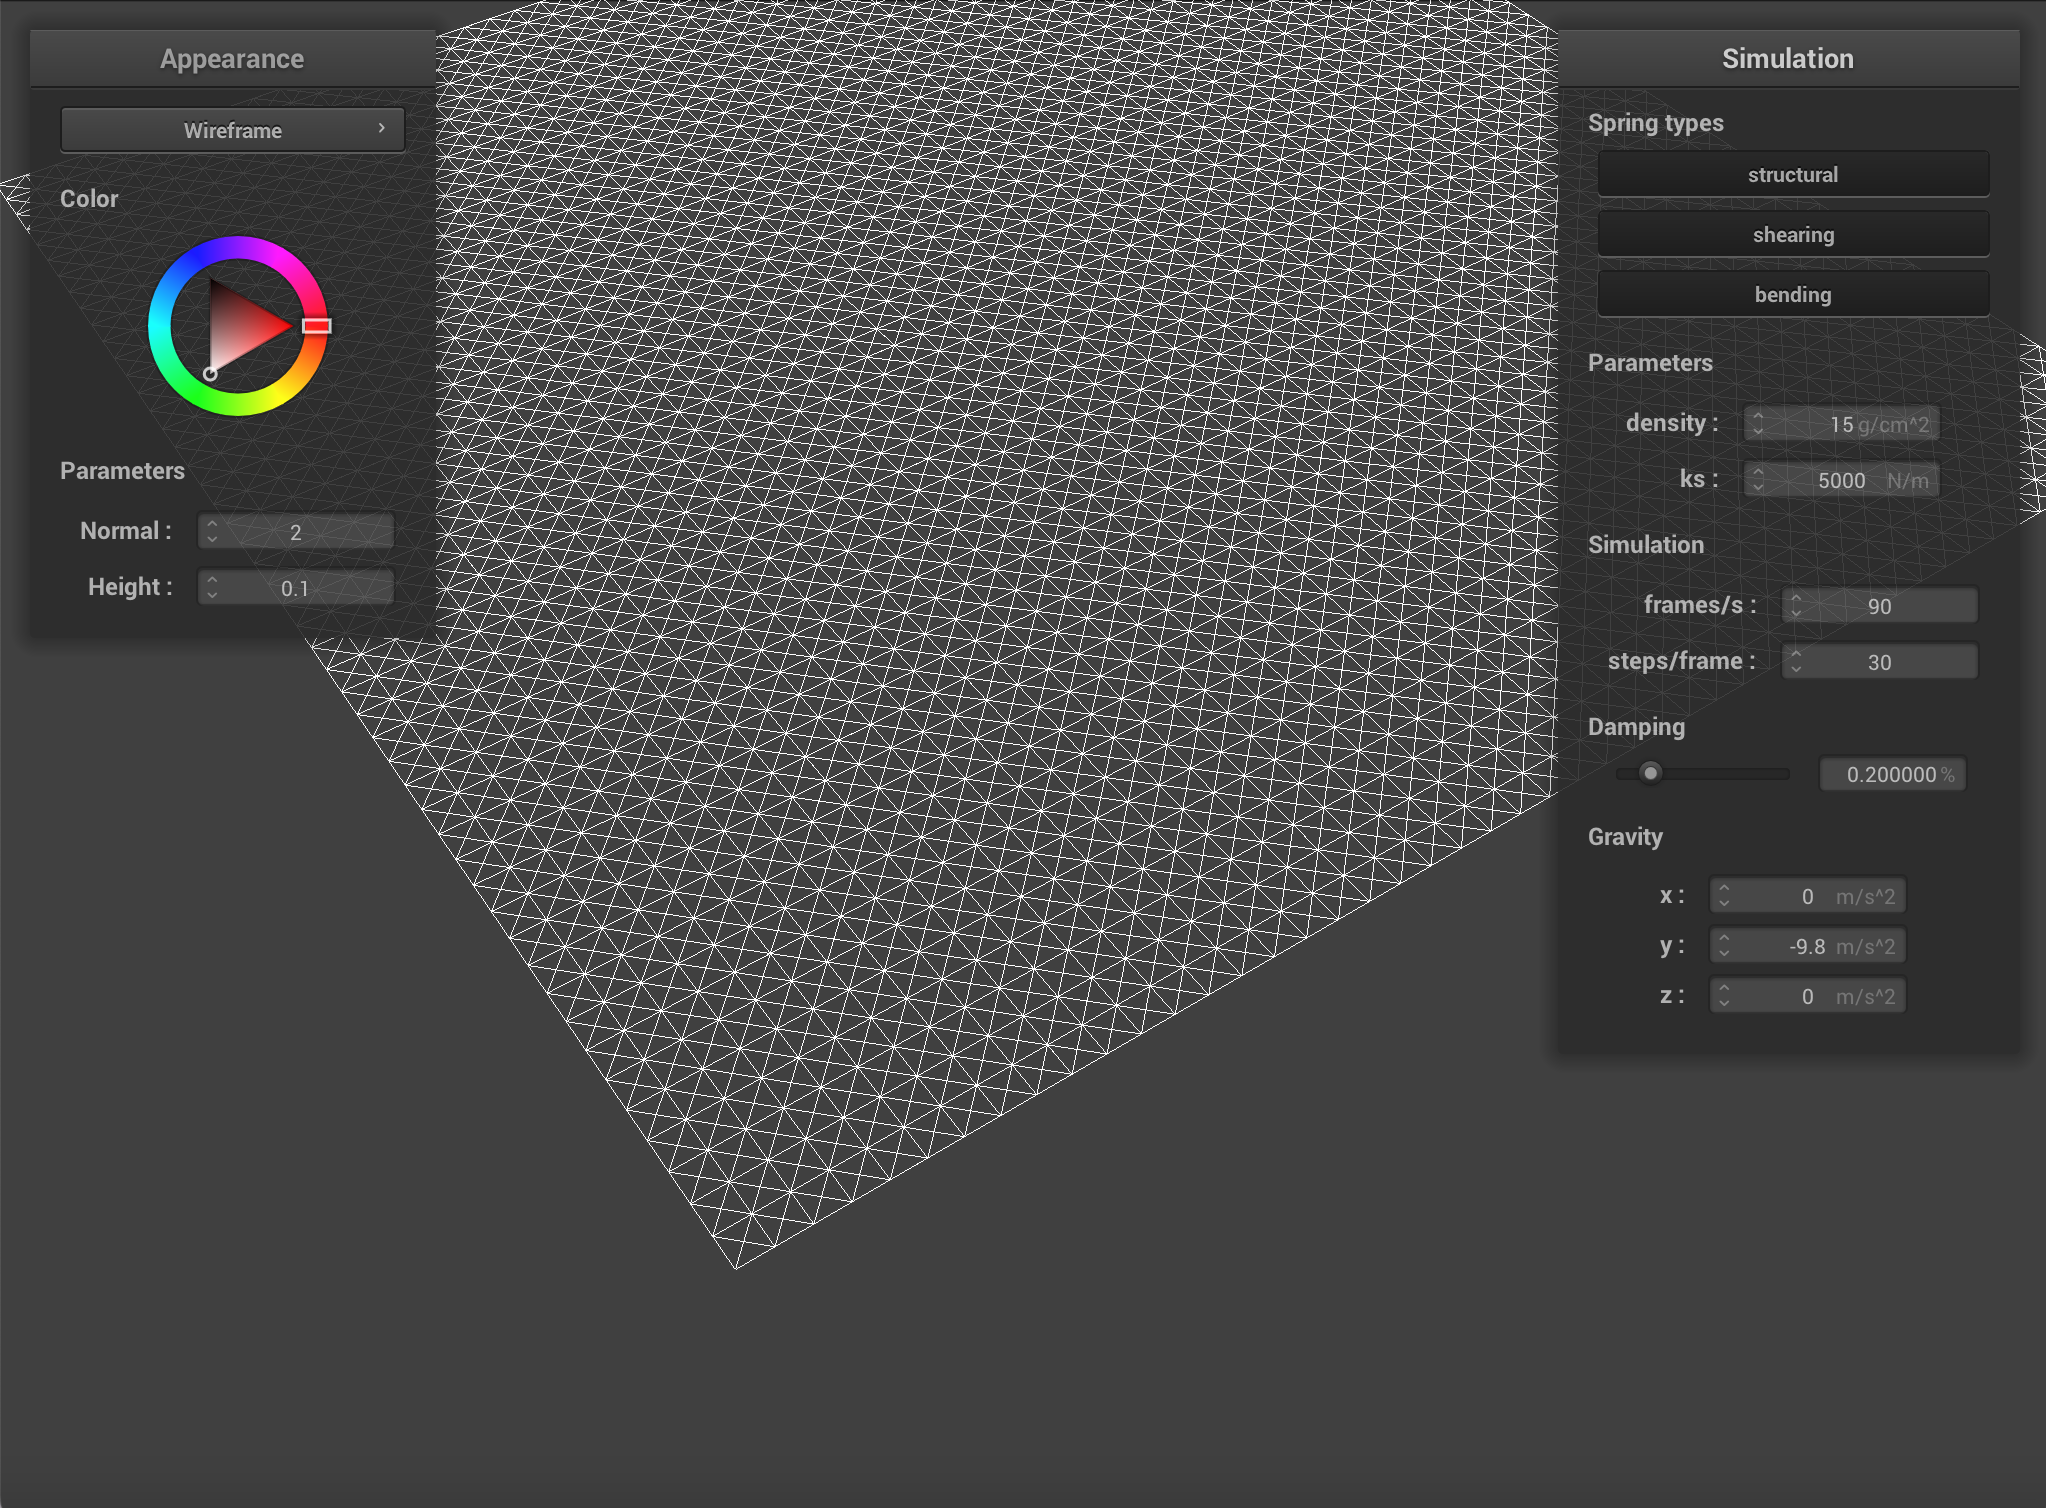 Appearance
Wireframe
Color
Parameters
Normal : 2
Height : 0.1
Simulation
Spring types
structural
shearing
bending
Parameters
density : 15 g/cm^2
ks : 5000 N/m
Simulation
frames/s : 90
steps/frame : 30
Damping
0.200000 %
Gravity
x : 0 m/s^2
y : -9.8 m/s^2
z : 0 m/s^2